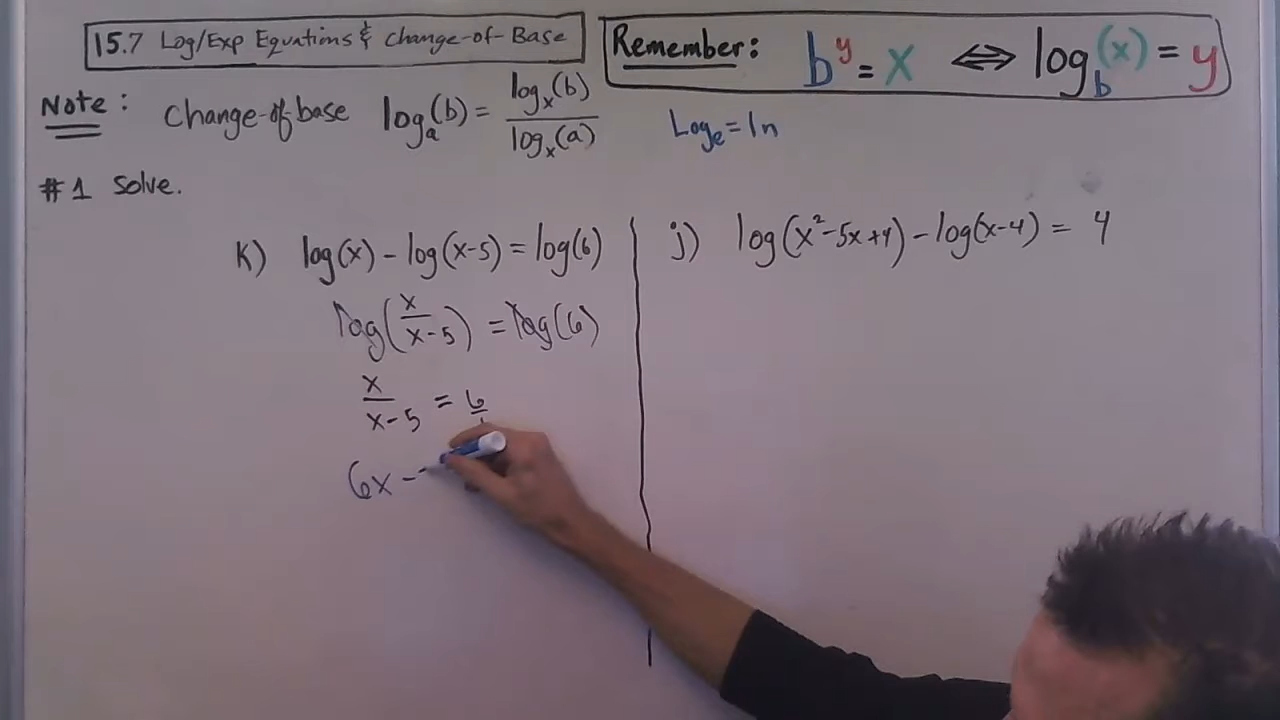 15.7 Log/Exp Equations & Change-of-Base
Remember: b^y = x ⟺ log_b(x) = y
Note: Change-of-base log_a(b) = log_x(b) / log_x(a)
Log_e = ln
#1 Solve.
K) log(x) - log(x-5) = log(6)
log(x/(x-5)) = log(6)
x/(x-5) = 6/1
6x -
j) log(x²-5x+4) - log(x-4) = 4